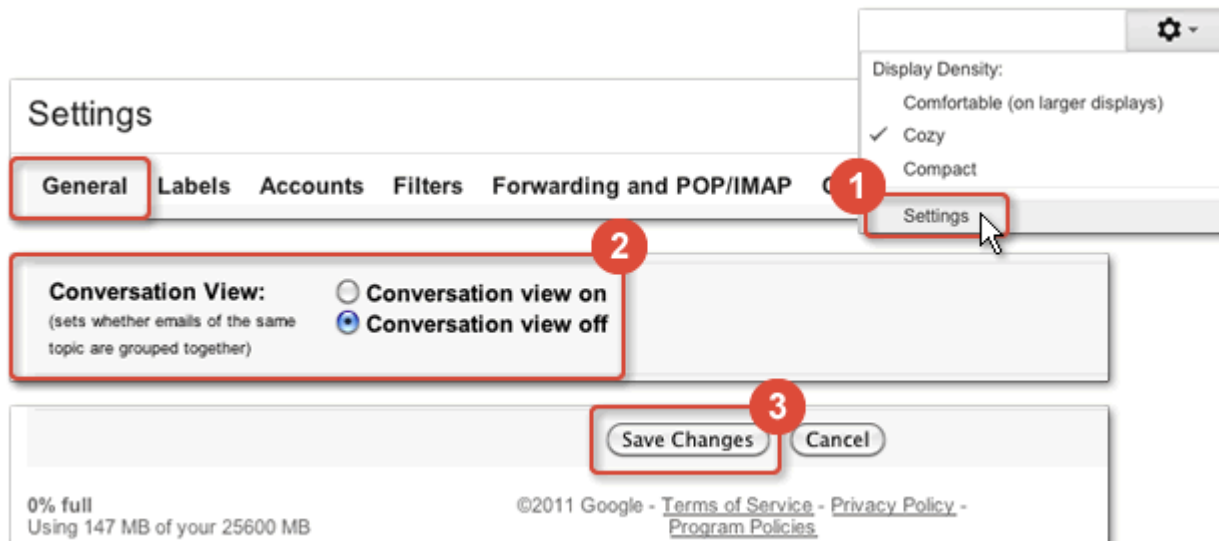 Display Density:
Comfortable (on larger displays)
Cozy
Compact
1
Settings
Settings
General Labels Accounts Filters Forwarding and POP/IMAP
2
Conversation View:
(sets whether emails of the same
topic are grouped together)
Conversation view on
Conversation view off
3
Save Changes Cancel
0% full
Using 147 MB of your 25600 MB
©2011 Google - Terms of Service - Privacy Policy -
Program Policies